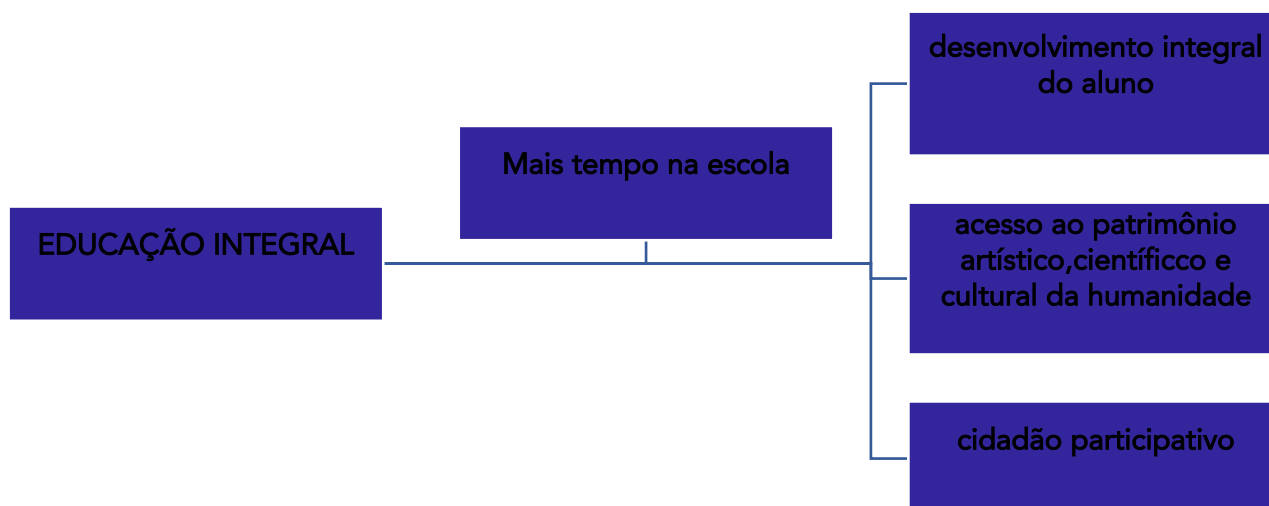 EDUCAÇÃO INTEGRAL
Mais tempo na escola
desenvolvimento integral
do aluno
acesso ao patrimônio
artístico,científicco e
cultural da humanidade
cidadão participativo